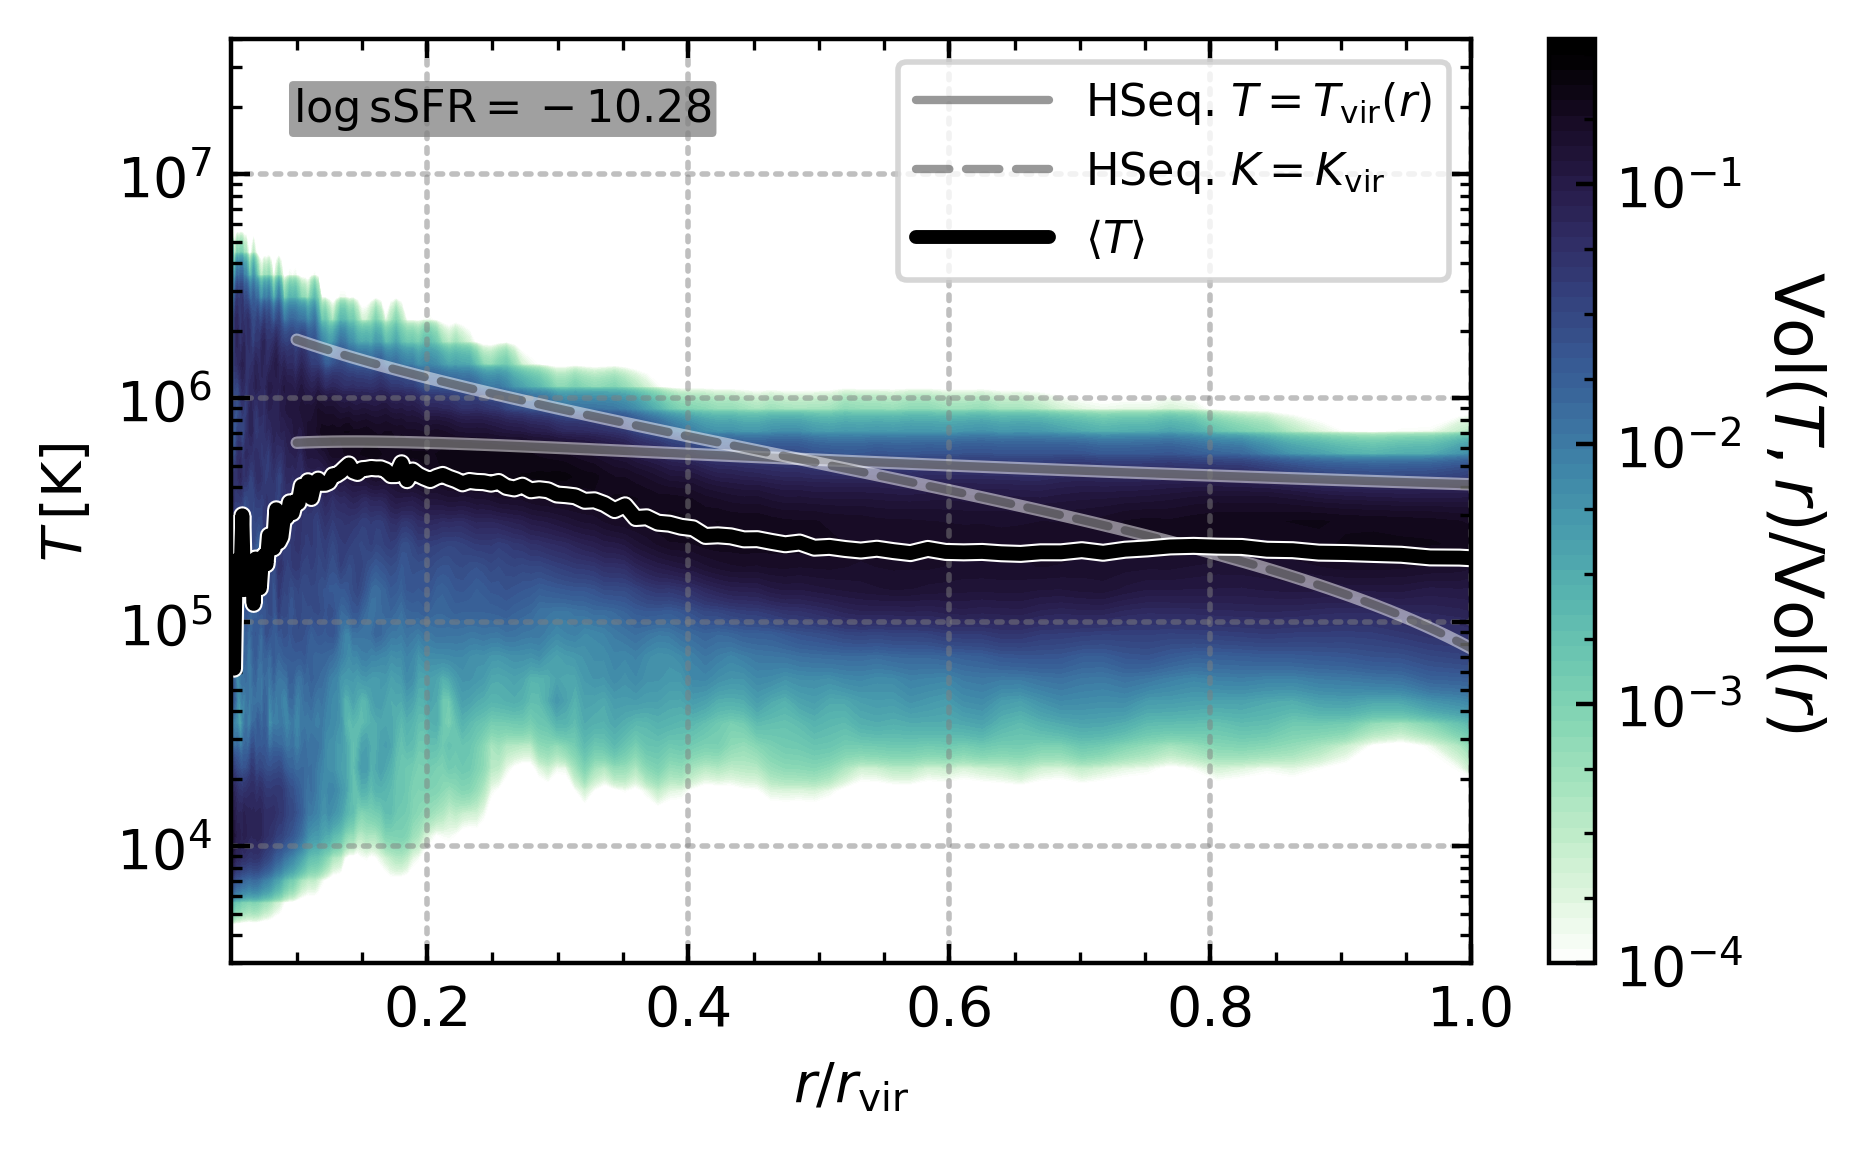 log sSFR = −10.28
HSeq. T = T_vir(r)
HSeq. K = K_vir
⟨T⟩
10^7
10^6
10^5
10^4
T [K]
0.2 0.4 0.6 0.8 1.0
r/r_vir
10^−1
10^−2
10^−3
10^−4
Vol(T, r)/Vol(r)